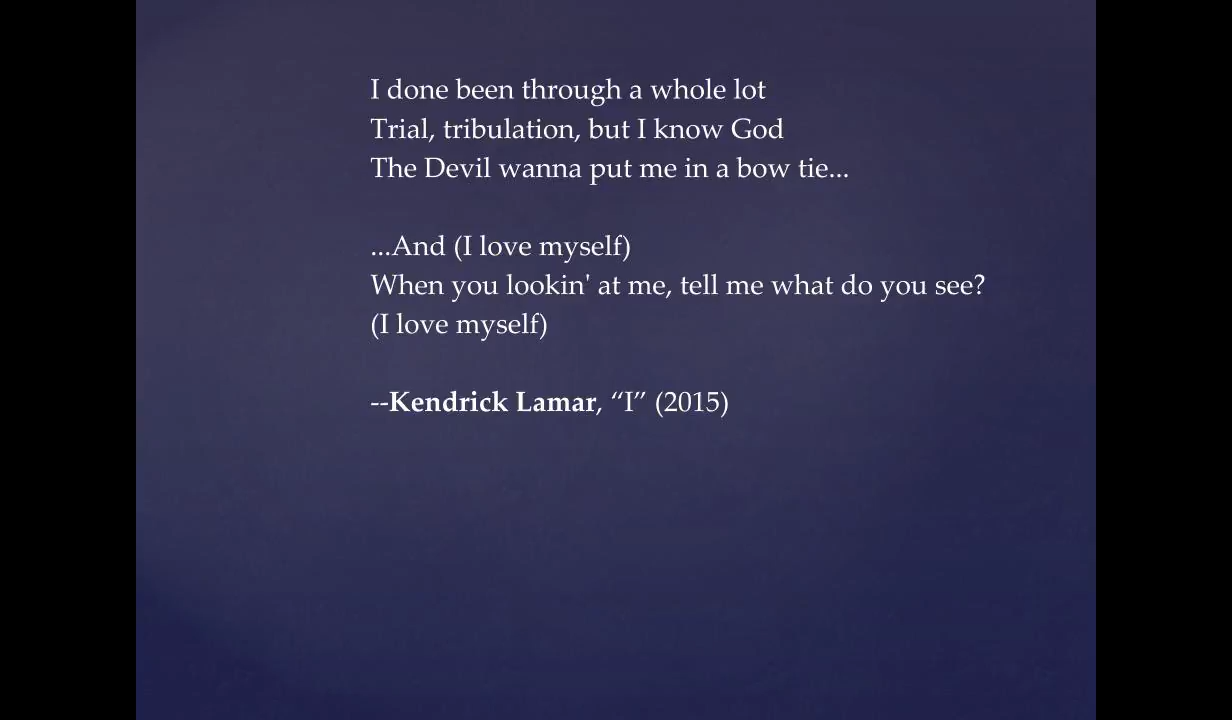 I done been through a whole lot
Trial, tribulation, but I know God
The Devil wanna put me in a bow tie...
...And (I love myself)
When you lookin' at me, tell me what do you see?
(I love myself)
--Kendrick Lamar, “I” (2015)